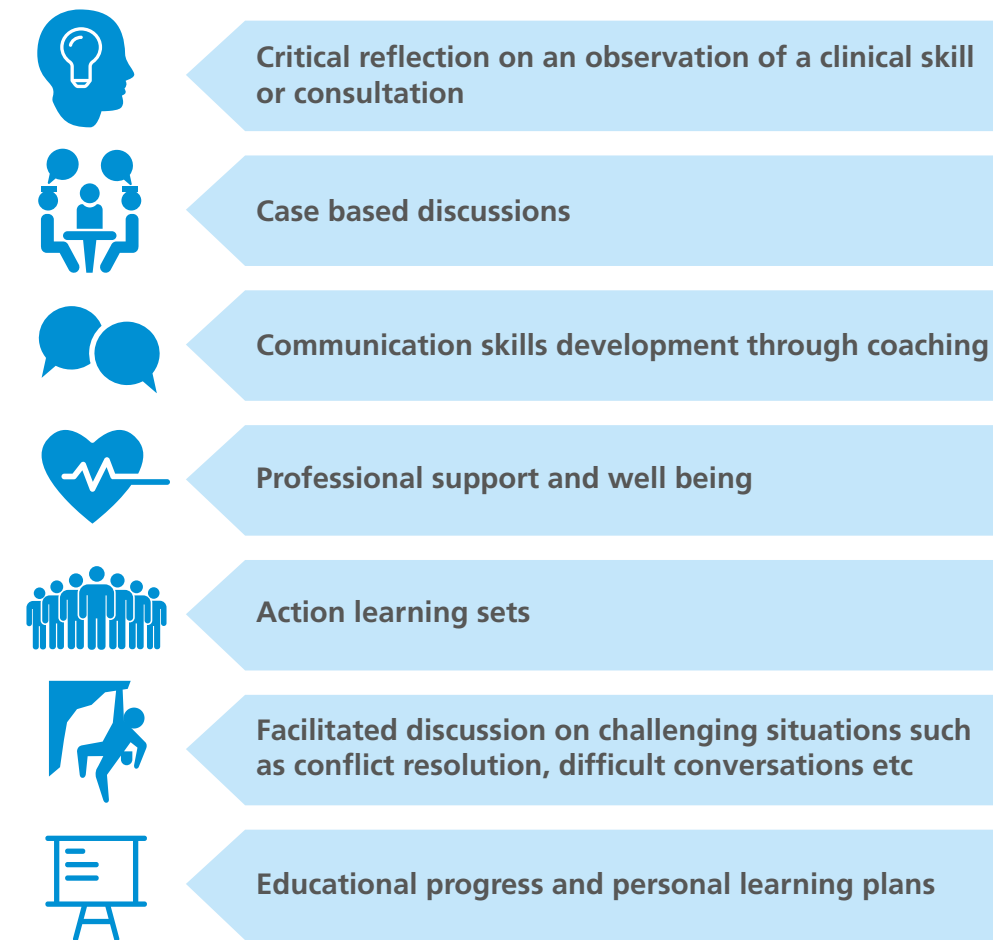 Critical reflection on an observation of a clinical skill
or consultation
Case based discussions
Communication skills development through coaching
Professional support and well being
Action learning sets
Facilitated discussion on challenging situations such
as conflict resolution, difficult conversations etc
Educational progress and personal learning plans